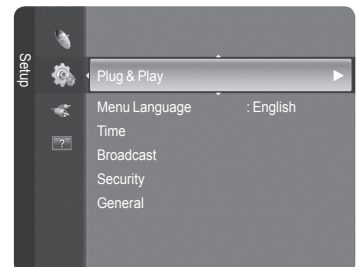 Setup
Plug & Play
Menu Language : English
Time
Broadcast
Security
General
?